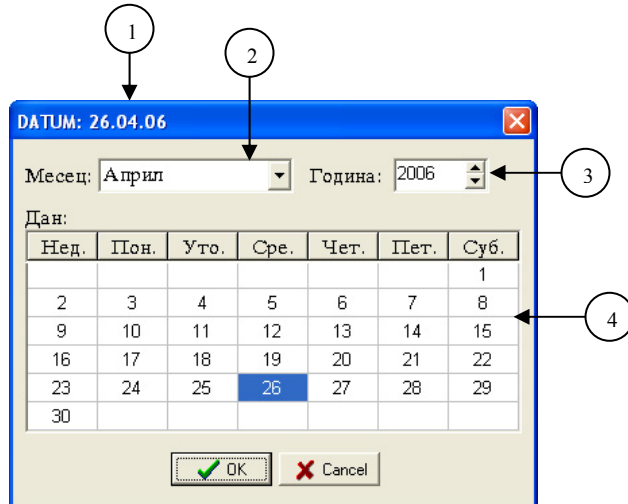 1
2
DATUM: 26.04.06
Месец: Април Година: 2006
3
Дан:
Нед. Пон. Уто. Сре. Чет. Пет. Суб.
1
2 3 4 5 6 7 8
4
9 10 11 12 13 14 15
16 17 18 19 20 21 22
23 24 25 26 27 28 29
30
OK Cancel